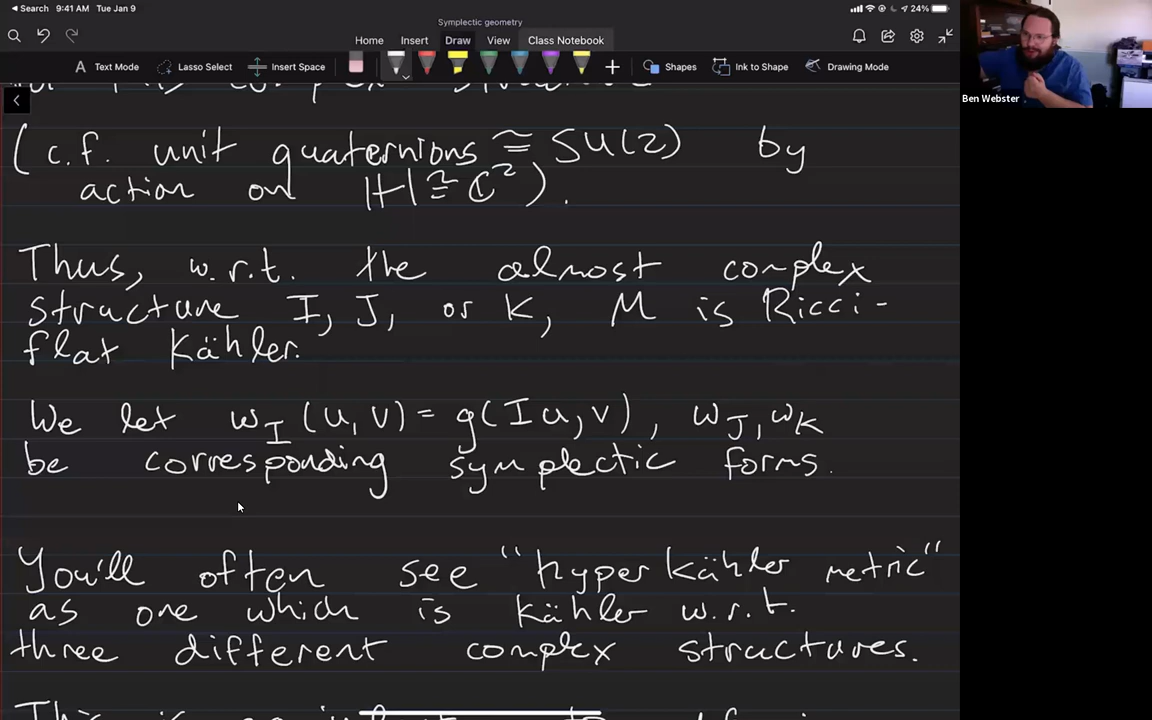 Search 9:41 AM Tue Jan 9
Symplectic geometry
24%
Home Insert Draw View Class Notebook
Text Mode Lasso Select Insert Space Shapes Ink to Shape Drawing Mode
Ben Webster
(c.f. unit quaternions ≅ SU(2) by
action on H ≅ ℂ²).
Thus, w.r.t. the almost complex
structure I, J, or K, M is Ricci-
flat Kähler.
We let ω_I(u,v) = g(Iu,v), ω_J, ω_K
be corresponding symplectic forms.
You'll often see "hyperkähler metric"
as one which is Kähler w.r.t.
three different complex structures.